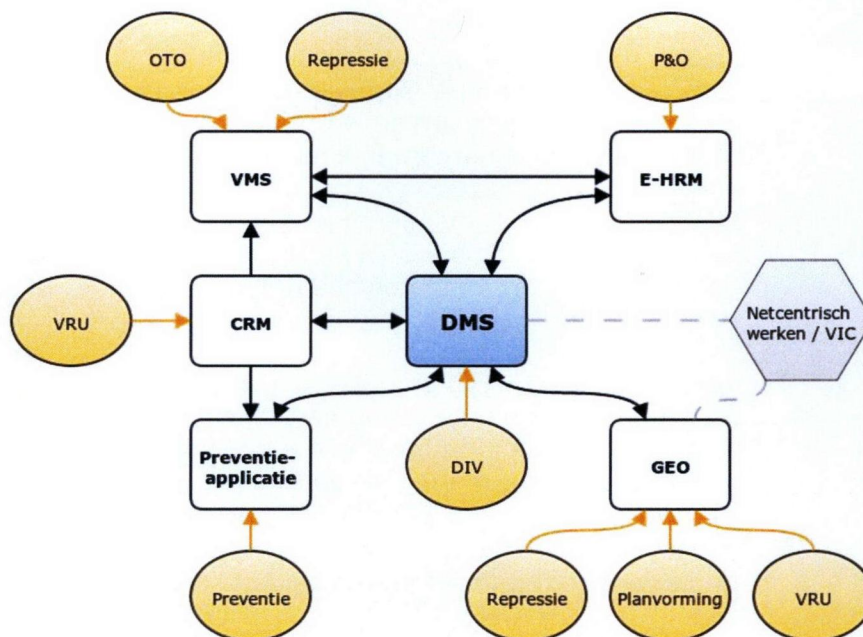 OTO
Repressie
P&O
VMS
E-HRM
VRU
CRM
DMS
Netcentrisch
werken / VIC
Preventie-
applicatie
DIV
GEO
Preventie
Repressie
Planvorming
VRU